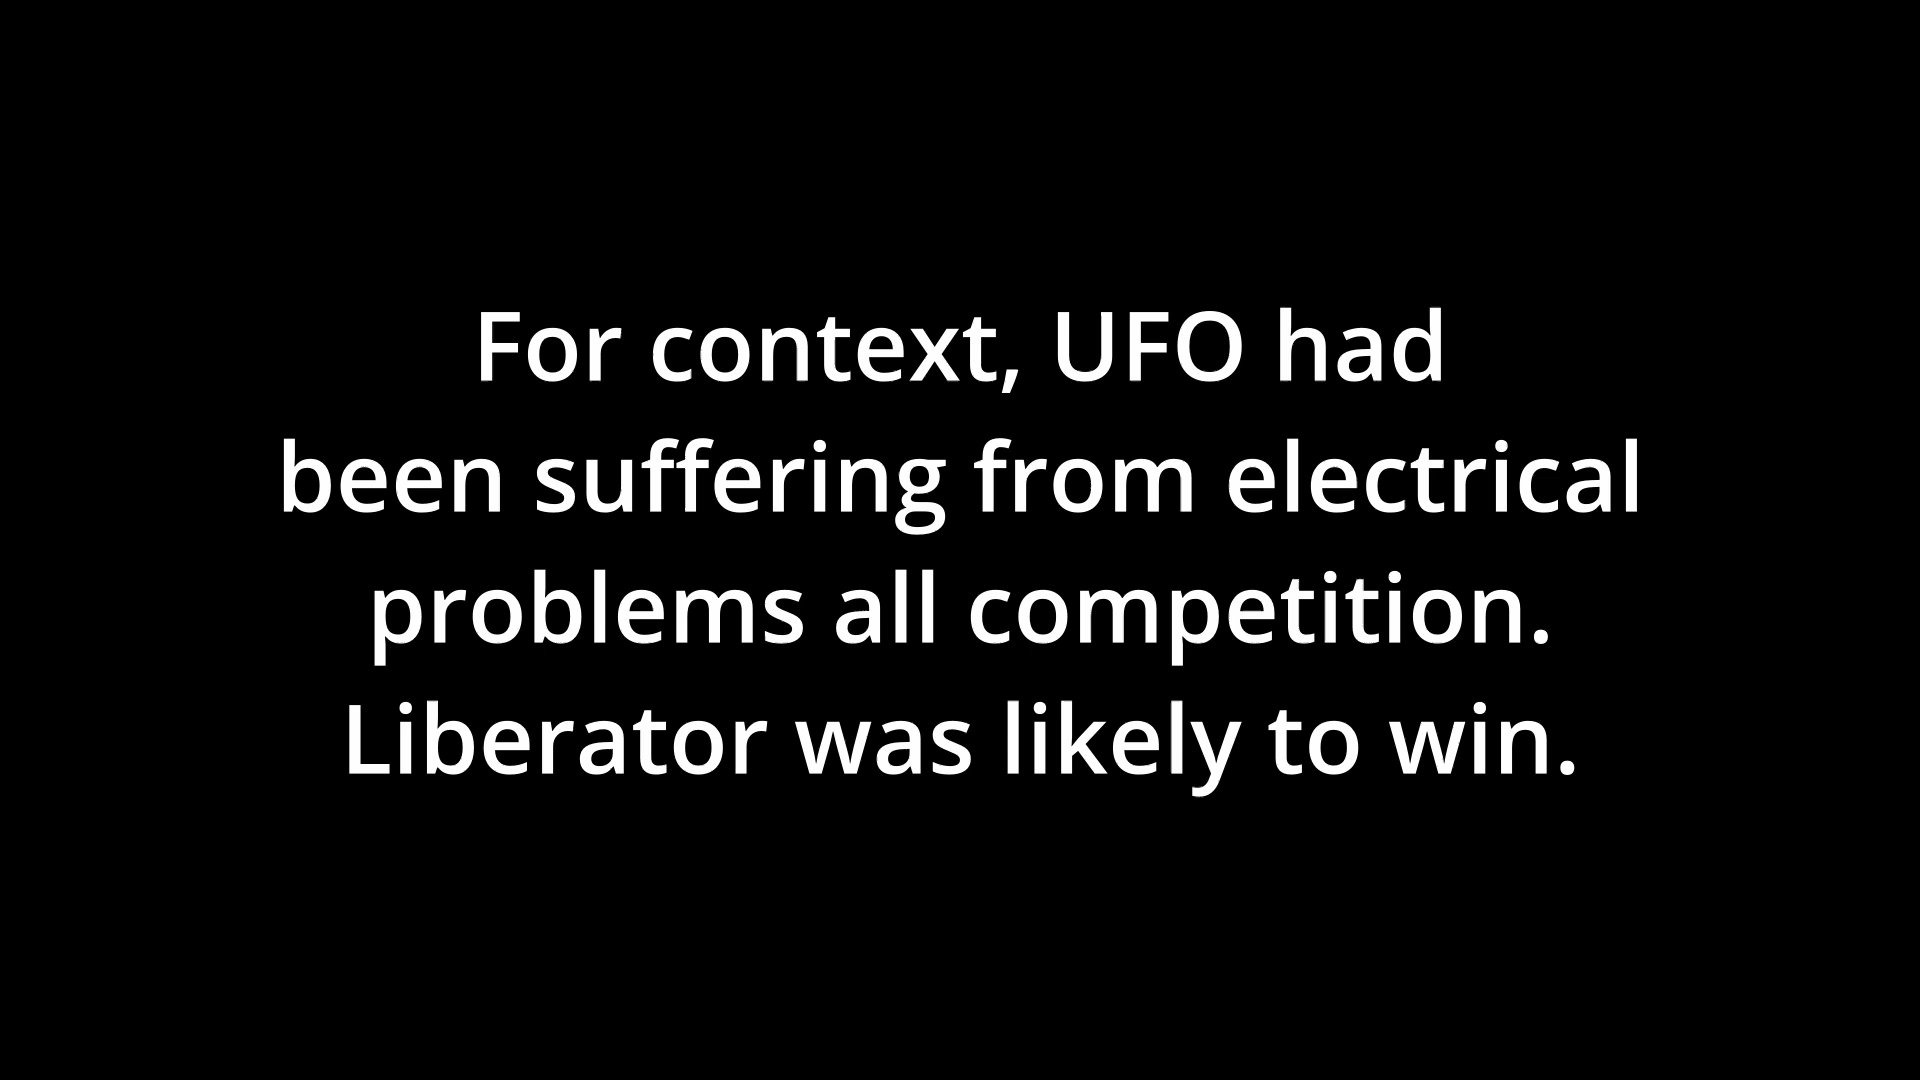 For context, UFO had
been suffering from electrical
problems all competition.
Liberator was likely to win.